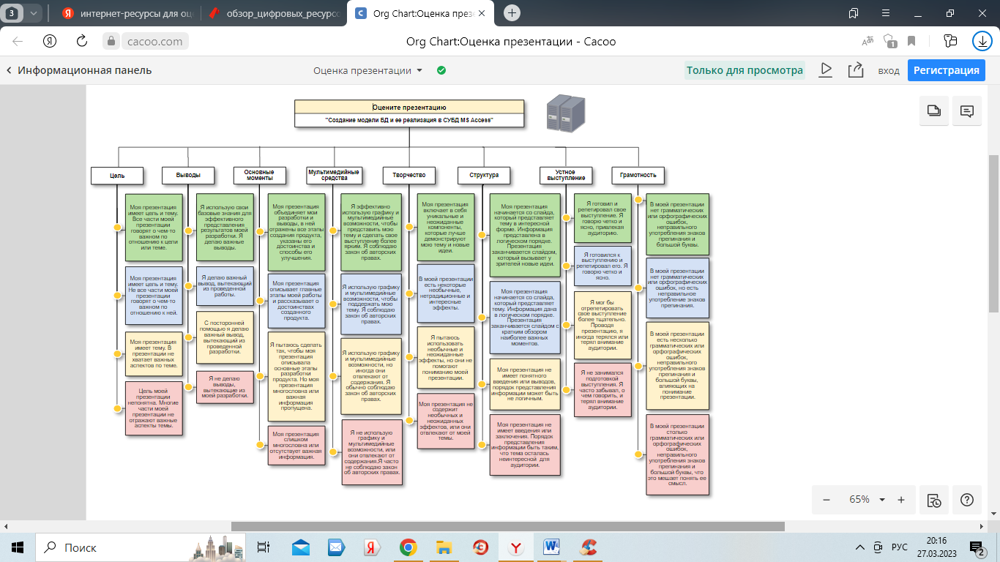 3
интернет-ресурсы для оц
обзор_цифровых_ресурсо
Org Chart:Оценка през
cacoo.com
Org Chart:Оценка презентации - Cacoo
1
Информационная панель
Оценка презентации
Только для просмотра
вход
Регистрация
Оцените презентацию
"Создание модели БД и ее реализация в СУБД MS Access"
Цель
Выводы
Основные
моменты
Мультимедийные
средства
Творчество
Структура
Устное
выступление
Грамотность
Моя презентация
имеет цель и тему.
Все части моей
презентации
говорят о чем-то
важном по
отношению к цели
или теме.
Моя презентация
имеет цель и тему.
Не все части моей
презентации
говорят о чем-то
важном по
отношению к ней.
Моя презентация
имеет тему. В
презентации не
хватает важных
аспектов по теме.
Цель моей
презентации
непонятна. Многие
части моей
презентации не
отражают важные
аспекты темы.
Я использую свои
базовые знания для
эффективного
представления
результатов моей
разработки. Я
делаю важные
выводы.
Я делаю важный
вывод, вытекающий
из проведенной
работы.
С посторонней
помощью я делаю
важный вывод,
вытекающий из
проведенной
разработки.
Я не делаю
выводы,
вытекающие из
моей разработки.
Моя презентация
объединяет мои
разработки и
выводы, в ней
отражены все этапы
создания продукта,
указаны его
достоинства и
способы его
улучшения.
Моя презентация
описывает главные
этапы моей работы
и рассказывает о
достоинствах
созданного
продукта.
Я пытаюсь сделать
так, чтобы моя
презентация
описывала
основные этапы
разработки
продукта. Но моя
презентация
многословна или
важная
информация
пропущена.
Моя презентация
слишком
многословна или
отсутствует важная
информация.
Я эффективно
использую графику и
мультимедийные
возможности, чтобы
представить мою
тему и сделать свое
выступление более
ярким. Я соблюдаю
закон об авторских
правах.
Я использую графику
и мультимедийные
возможности, чтобы
поддержать мою
тему. Я соблюдаю
закон об авторских
правах.
Я использую графику
и мультимедийные
возможности, но
иногда они
отвлекают от
содержания. Я
обычно соблюдаю
закон об авторских
правах.
Я не использую
графику и
мультимедийные
возможности, или
они отвлекают от
содержания.Я часто
не соблюдаю закон
об авторских правах.
Моя презентация
включает в себя
уникальные и
неожиданные
компоненты,
которые лучше
демонстрируют
мою тему и новые
идеи.
В моей презентации
есть некоторые
необычные,
нетрадиционные и
интересные
эффекты.
Я пытаюсь
использовать
необычные и
неожиданные
эффекты, но они не
помогают
пониманию моей
презентации.
Моя презентация не
содержит
необычных и
неожиданных
эффектов, или они
отвлекают от моей
темы.
Моя презентация
начинается со слайда,
который представляет
тему в интересной
форме. Информация
представлена в
логическом порядке.
Презентация
заканчивается слайдом,
который вызывает у
зрителей новые идеи.
Моя презентация
начинается со слайда,
который представляет
тему. Информация дана
в логическом порядке.
Презентация
заканчивается слайдом с
кратким обзором
наиболее важных
моментов.
Моя презентация не
имеет понятного
введения или выводов,
порядок представления
информации может быть
не логичным.
Моя презентация не
имеет введения или
заключения. Порядок
представления
информации быть таким,
что тема осталась
неинтересной для
аудитории.
Я готовил и
репетировал свое
выступление. Я
говорю четко и
ясно, привлекая
аудиторию.
Я готовился к
выступлению и
репетировал его. Я
говорю четко и
ясно.
Я мог бы
отрепетировать
свое выступление
более тщательно.
Проводя
презентацию, я
иногда терялся или
терял внимание
аудитории.
Я не занимался
подготовкой
выступления. Я
часто забывал, о
чем говорить, и
терял внимание
аудитории.
В моей презентации
нет грамматических
или орфографических
ошибок,
неправильного
употребления знаков
препинания и
большой буквы.
В моей презентации
нет грамматических
или орфографических
ошибок, но есть
неправильное
употребление знаков
препинания.
В моей презентации
есть несколько
грамматических или
орфографических
ошибок,
неправильного
употребления знаков
препинания и
большой буквы,
влияющих на
понимание
презентации.
В моей презентации
столько
грамматических или
орфографических
ошибок,
неправильного
употребления знаков
препинания и
большой буквы, что
это мешает понять ее
смысл.
65%
Поиск
РУС
20:16
27.03.2023
2